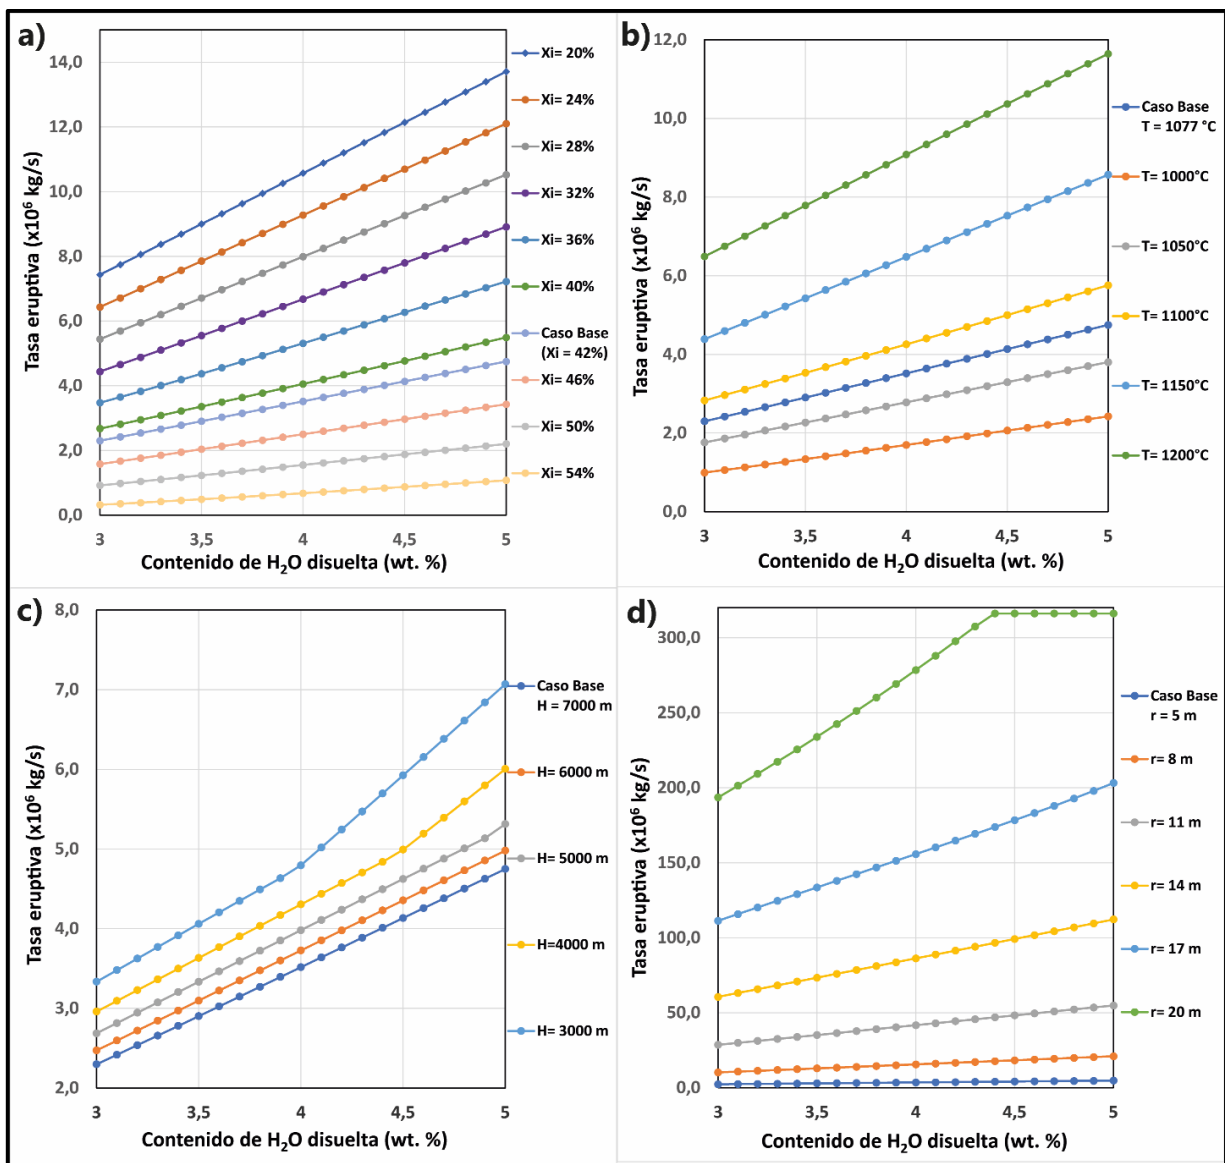 a)
Tasa eruptiva (x10⁶ kg/s)
14,0
12,0
10,0
8,0
6,0
4,0
2,0
0,0
3
3,5
4
4,5
5
Contenido de H₂O disuelta (wt. %)
Xi= 20%
Xi= 24%
Xi= 28%
Xi= 32%
Xi= 36%
Xi= 40%
Caso Base
(Xi = 42%)
Xi= 46%
Xi= 50%
Xi= 54%
b)
Tasa eruptiva (x10⁶ kg/s)
12,0
10,0
8,0
6,0
4,0
2,0
0,0
3
3,5
4
4,5
5
Contenido de H₂O disuelta (wt. %)
Caso Base
T = 1077 °C
T= 1000°C
T= 1050°C
T= 1100°C
T= 1150°C
T= 1200°C
c)
Tasa eruptiva (x10⁶ kg/s)
8,0
7,0
6,0
5,0
4,0
3,0
2,0
3
3,5
4
4,5
5
Contenido de H₂O disuelta (wt. %)
Caso Base
H = 7000 m
H= 6000 m
H= 5000 m
H=4000 m
H= 3000 m
d)
Tasa eruptiva (x10⁶ kg/s)
300,0
250,0
200,0
150,0
100,0
50,0
0,0
3
3,5
4
4,5
5
Contenido de H₂O disuelta (wt. %)
Caso Base
r = 5 m
r= 8 m
r= 11 m
r= 14 m
r= 17 m
r= 20 m